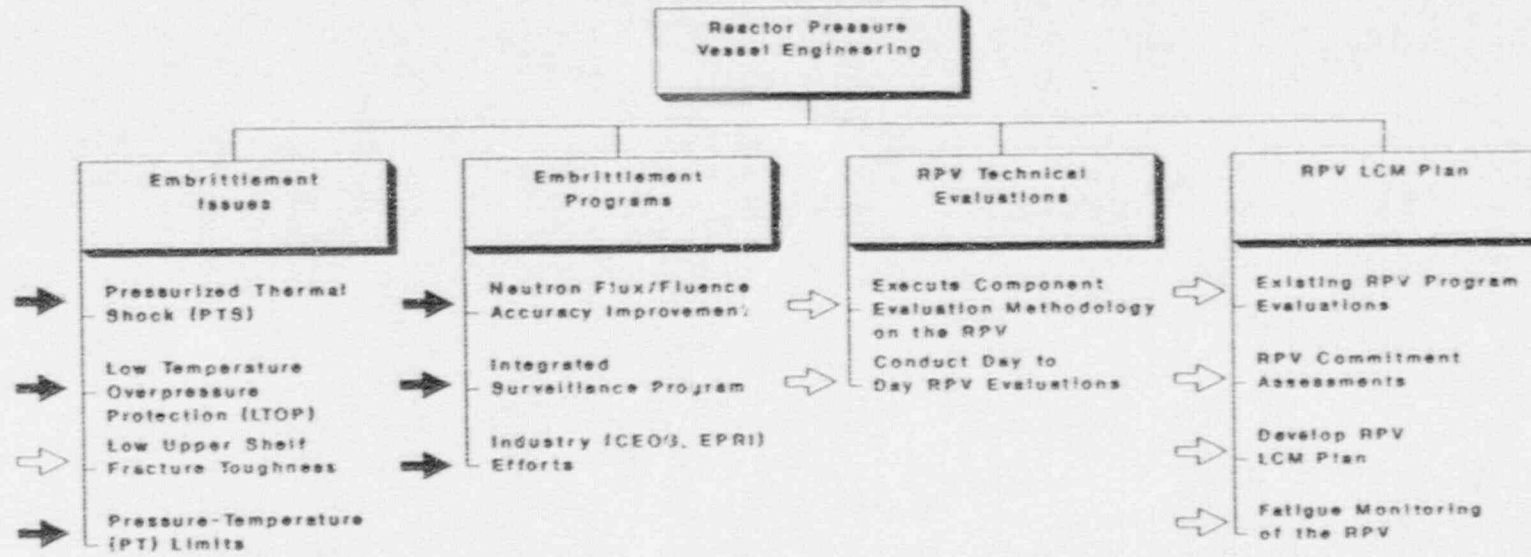 Reactor Pressure
Vessel Engineering
Embrittlement
Issues
Pressurized Thermal
Shock (PTS)
Low Temperature
Overpressure
Protection (LTOP)
Low Upper Shelf
Fracture Toughness
Pressure-Temperature
(PT) Limits
Embrittlement
Programs
Neutron Flux/Fluence
Accuracy Improvement
Integrated
Surveillance Program
Industry (CEOG, EPRI)
Efforts
RPV Technical
Evaluations
Execute Component
Evaluation Methodology
on the RPV
Conduct Day to
Day RPV Evaluations
RPV LCM Plan
Existing RPV Program
Evaluations
RPV Commitment
Assessments
Develop RPV
LCM Plan
Fatigue Monitoring
of the RPV